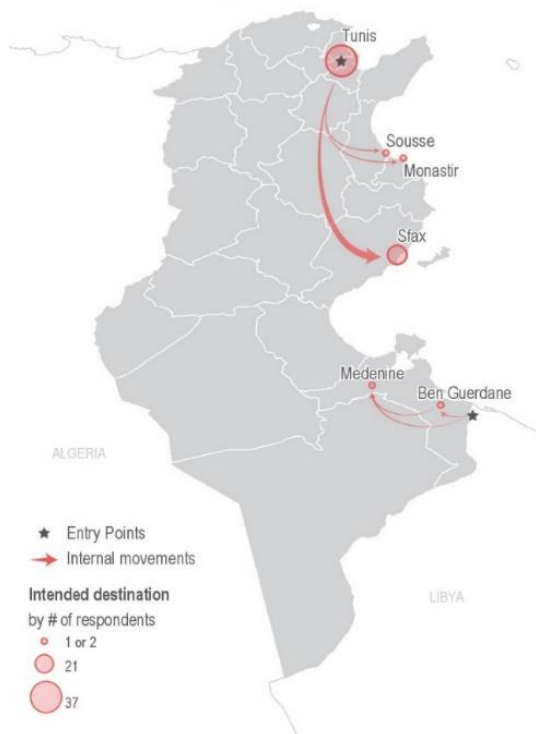 Tunis
Sousse
Monastir
Sfax
Medenine
Ben Guerdane
ALGERIA
Entry Points
Internal movements
Intended destination
by # of respondents
1 or 2
21
37
LIBYA